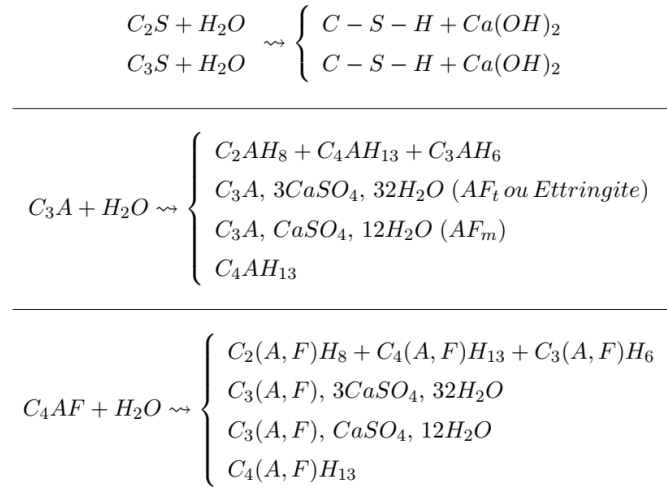 C₂S + H₂O ⇝ { C − S − H + Ca(OH)₂
C₃S + H₂O ⇝ { C − S − H + Ca(OH)₂
C₃A + H₂O ⇝ { C₂AH₈ + C₄AH₁₃ + C₃AH₆
C₃A, 3CaSO₄, 32H₂O (AFₜ ou Ettringite)
C₃A, CaSO₄, 12H₂O (AFₘ)
C₄AH₁₃
C₄AF + H₂O ⇝ { C₂(A, F)H₈ + C₄(A, F)H₁₃ + C₃(A, F)H₆
C₃(A, F), 3CaSO₄, 32H₂O
C₃(A, F), CaSO₄, 12H₂O
C₄(A, F)H₁₃